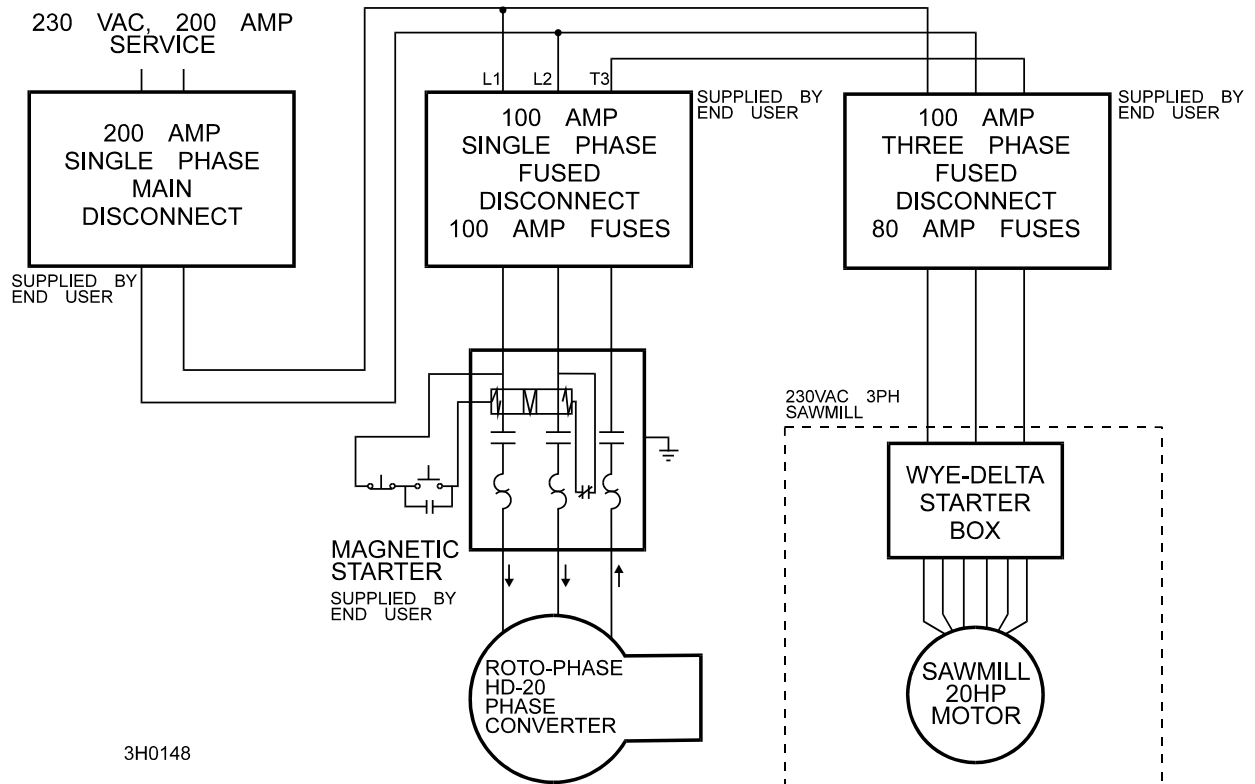 230 VAC, 200 AMP
SERVICE
200 AMP
SINGLE PHASE
MAIN
DISCONNECT
SUPPLIED BY
END USER
L1 L2 T3
100 AMP
SINGLE PHASE
FUSED
DISCONNECT
100 AMP FUSES
SUPPLIED BY
END USER
100 AMP
THREE PHASE
FUSED
DISCONNECT
80 AMP FUSES
SUPPLIED BY
END USER
MAGNETIC
STARTER
SUPPLIED BY
END USER
ROTO-PHASE
HD-20
PHASE
CONVERTER
230VAC 3PH
SAWMILL
WYE-DELTA
STARTER
BOX
SAWMILL
20HP
MOTOR
3H0148